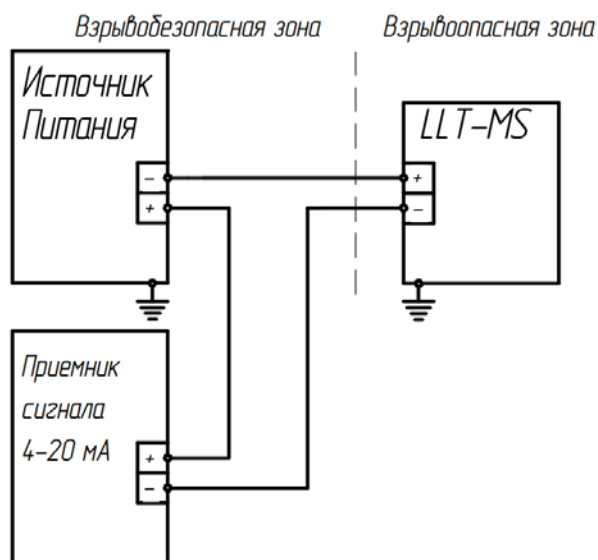 Взрывобезопасная зона
Взрывоопасная зона
Источник
Питания
LLT-MS
-
+
+
-
Приемник
сигнала
4-20 мА
+
-